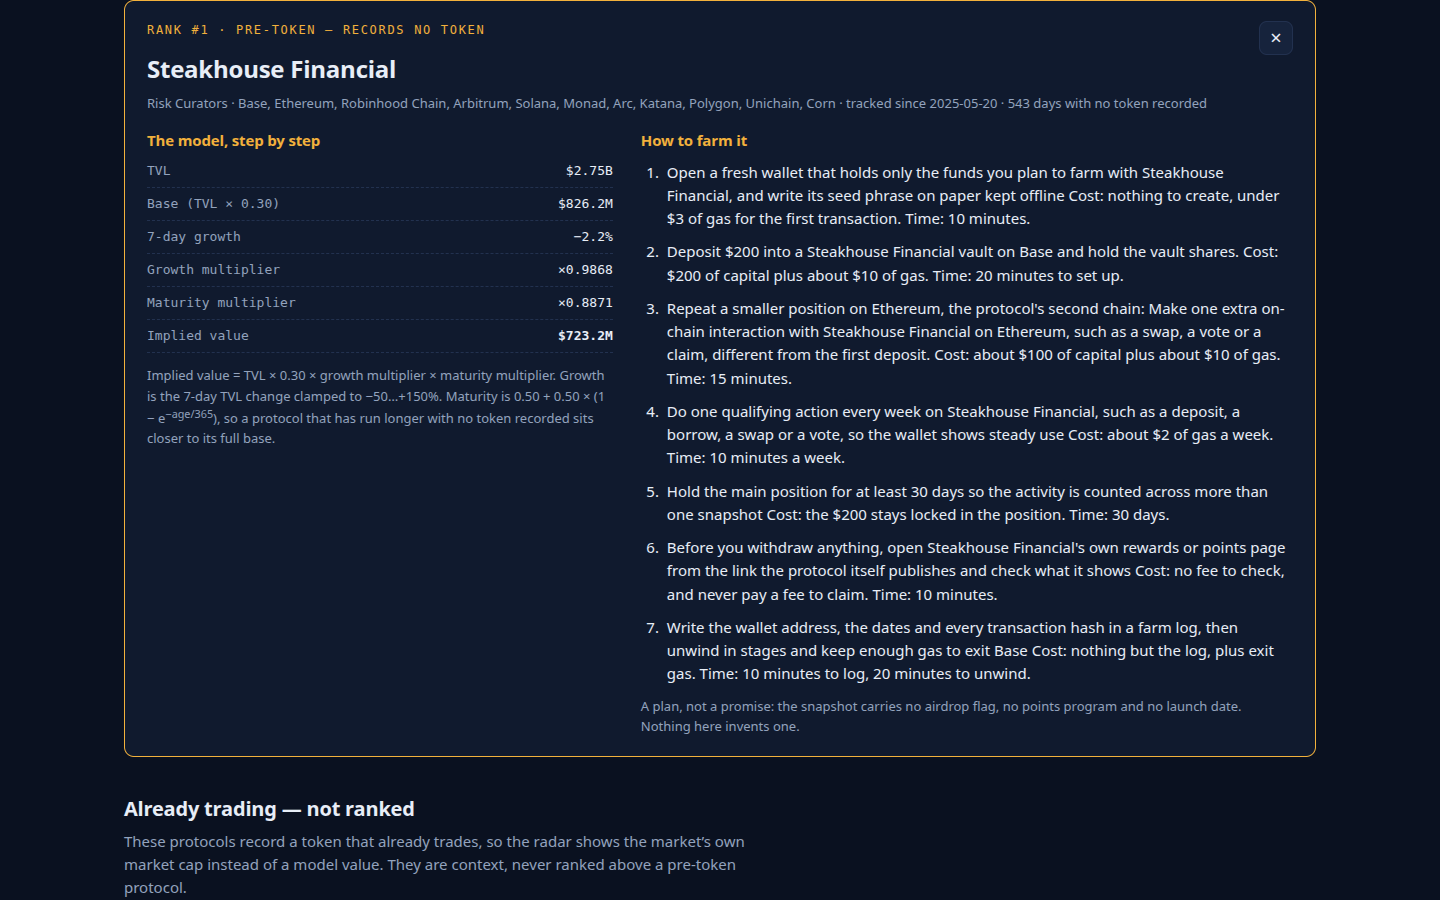 RANK #1 · PRE-TOKEN — RECORDS NO TOKEN
✕
Steakhouse Financial
Risk Curators · Base, Ethereum, Robinhood Chain, Arbitrum, Solana, Monad, Arc, Katana, Polygon, Unichain, Corn · tracked since 2025-05-20 · 543 days with no token recorded
The model, step by step
TVL $2.75B
Base (TVL × 0.30) $826.2M
7-day growth −2.2%
Growth multiplier ×0.9868
Maturity multiplier ×0.8871
Implied value $723.2M
Implied value = TVL × 0.30 × growth multiplier × maturity multiplier. Growth
is the 7-day TVL change clamped to −50…+150%. Maturity is 0.50 + 0.50 × (1
− e−age/365), so a protocol that has run longer with no token recorded sits
closer to its full base.
How to farm it
1. Open a fresh wallet that holds only the funds you plan to farm with Steakhouse
Financial, and write its seed phrase on paper kept offline Cost: nothing to create, under
$3 of gas for the first transaction. Time: 10 minutes.
2. Deposit $200 into a Steakhouse Financial vault on Base and hold the vault shares. Cost:
$200 of capital plus about $10 of gas. Time: 20 minutes to set up.
3. Repeat a smaller position on Ethereum, the protocol's second chain: Make one extra on-
chain interaction with Steakhouse Financial on Ethereum, such as a swap, a vote or a
claim, different from the first deposit. Cost: about $100 of capital plus about $10 of gas.
Time: 15 minutes.
4. Do one qualifying action every week on Steakhouse Financial, such as a deposit, a
borrow, a swap or a vote, so the wallet shows steady use Cost: about $2 of gas a week.
Time: 10 minutes a week.
5. Hold the main position for at least 30 days so the activity is counted across more than
one snapshot Cost: the $200 stays locked in the position. Time: 30 days.
6. Before you withdraw anything, open Steakhouse Financial's own rewards or points page
from the link the protocol itself publishes and check what it shows Cost: no fee to check,
and never pay a fee to claim. Time: 10 minutes.
7. Write the wallet address, the dates and every transaction hash in a farm log, then
unwind in stages and keep enough gas to exit Base Cost: nothing but the log, plus exit
gas. Time: 10 minutes to log, 20 minutes to unwind.
A plan, not a promise: the snapshot carries no airdrop flag, no points program and no launch date.
Nothing here invents one.
Already trading — not ranked
These protocols record a token that already trades, so the radar shows the market’s own
market cap instead of a model value. They are context, never ranked above a pre-token
protocol.